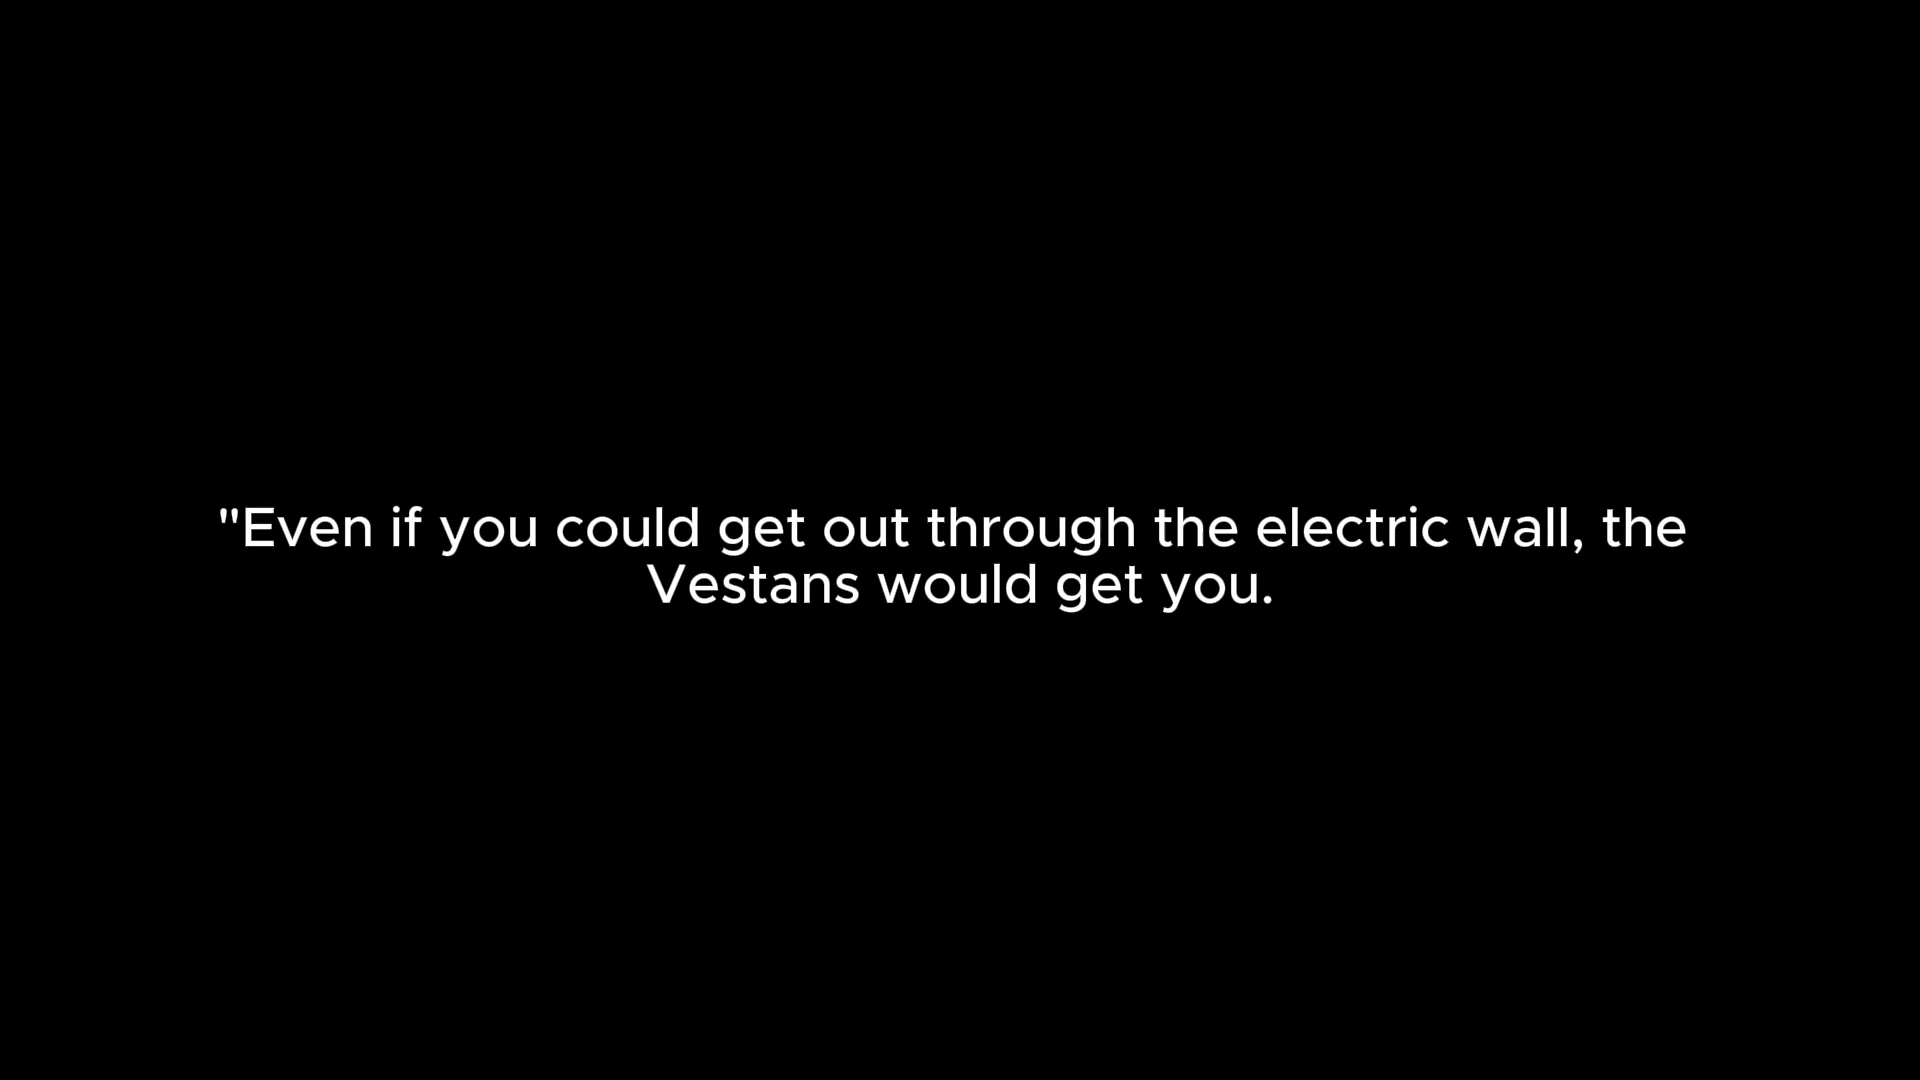 "Even if you could get out through the electric wall, the
Vestans would get you.